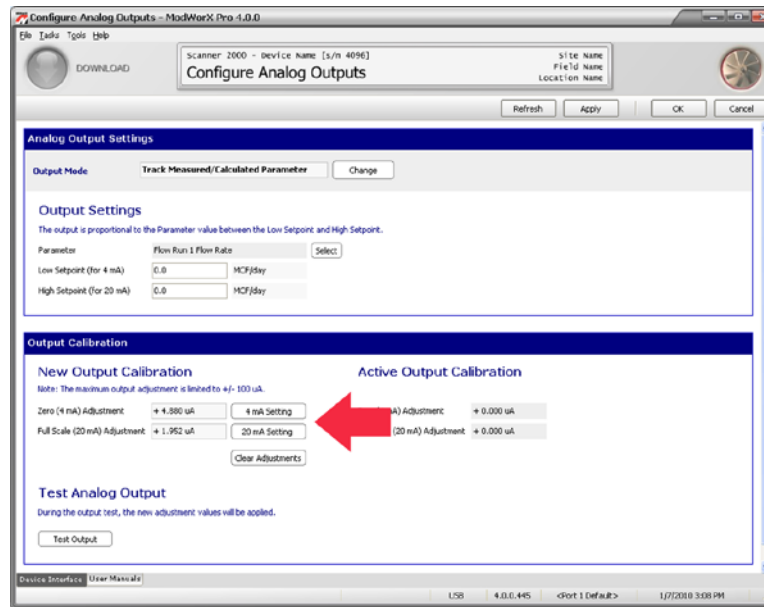 Configure Analog Outputs - ModWorX Pro 4.0.0
File Tasks Tools Help
DOWNLOAD
Scanner 2000 - Device Name [s/n 4096]
Configure Analog Outputs
Site Name
Field Name
Location Name
Refresh Apply OK Cancel
Analog Output Settings
Output Mode Track Measured/Calculated Parameter Change
Output Settings
The output is proportional to the Parameter value between the Low Setpoint and High Setpoint.
Parameter Flow Run 1 Flow Rate Select
Low Setpoint (for 4 mA) 0.0 MCF/day
High Setpoint (for 20 mA) 0.0 MCF/day
Output Calibration
New Output Calibration
Note: The maximum output adjustment is limited to +/- 100 uA.
Zero (4 mA) Adjustment + 4.880 uA 4 mA Setting
Full Scale (20 mA) Adjustment + 1.952 uA 20 mA Setting
Clear Adjustments
Active Output Calibration
mA) Adjustment + 0.000 uA
(20 mA) Adjustment + 0.000 uA
Test Analog Output
During the output test, the new adjustment values will be applied.
Test Output
Device Interface User Manuals
USB 4.0.0.445 <Port 1 Default> 1/7/2010 3:08 PM